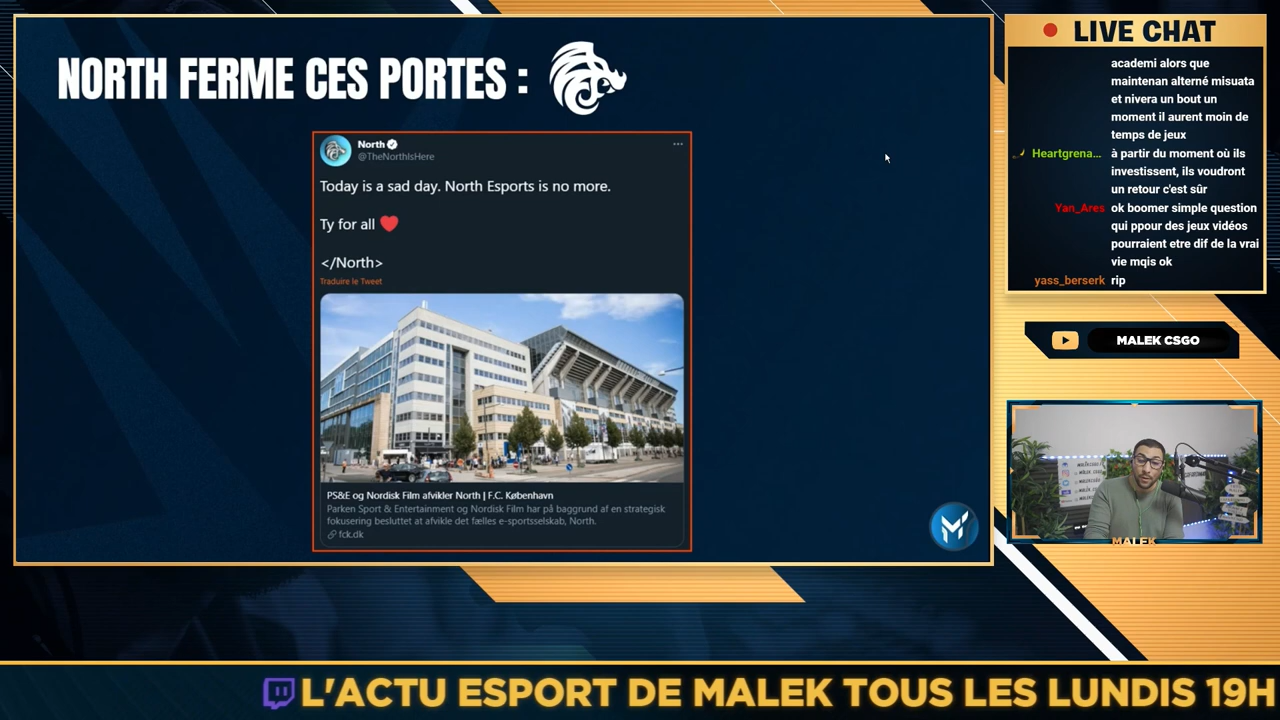 NORTH FERME CES PORTES :
North
@TheNorthIsHere
Today is a sad day. North Esports is no more.
Ty for all ❤️
</North>
Traduire le Tweet
PS&E og Nordisk Film afvikler North | F.C. København
Parken Sport & Entertainment og Nordisk Film har på baggrund af en strategisk
fokusering besluttet at afvikle det fælles e-sportsselskab, North.
fck.dk
LIVE CHAT
academi alors que
maintenan alterné misuata
et nivera un bout un
moment il aurent moin de
temps de jeux
Heartgrena... à partir du moment où ils
investissent, ils voudront
un retour c'est sûr
Yan_Ares ok boomer simple question
qui ppour des jeux vidéos
pourraient etre dif de la vrai
vie mqis ok
yass_berserk rip
MALEK CSGO
MALEK
L'ACTU ESPORT DE MALEK TOUS LES LUNDIS 19H